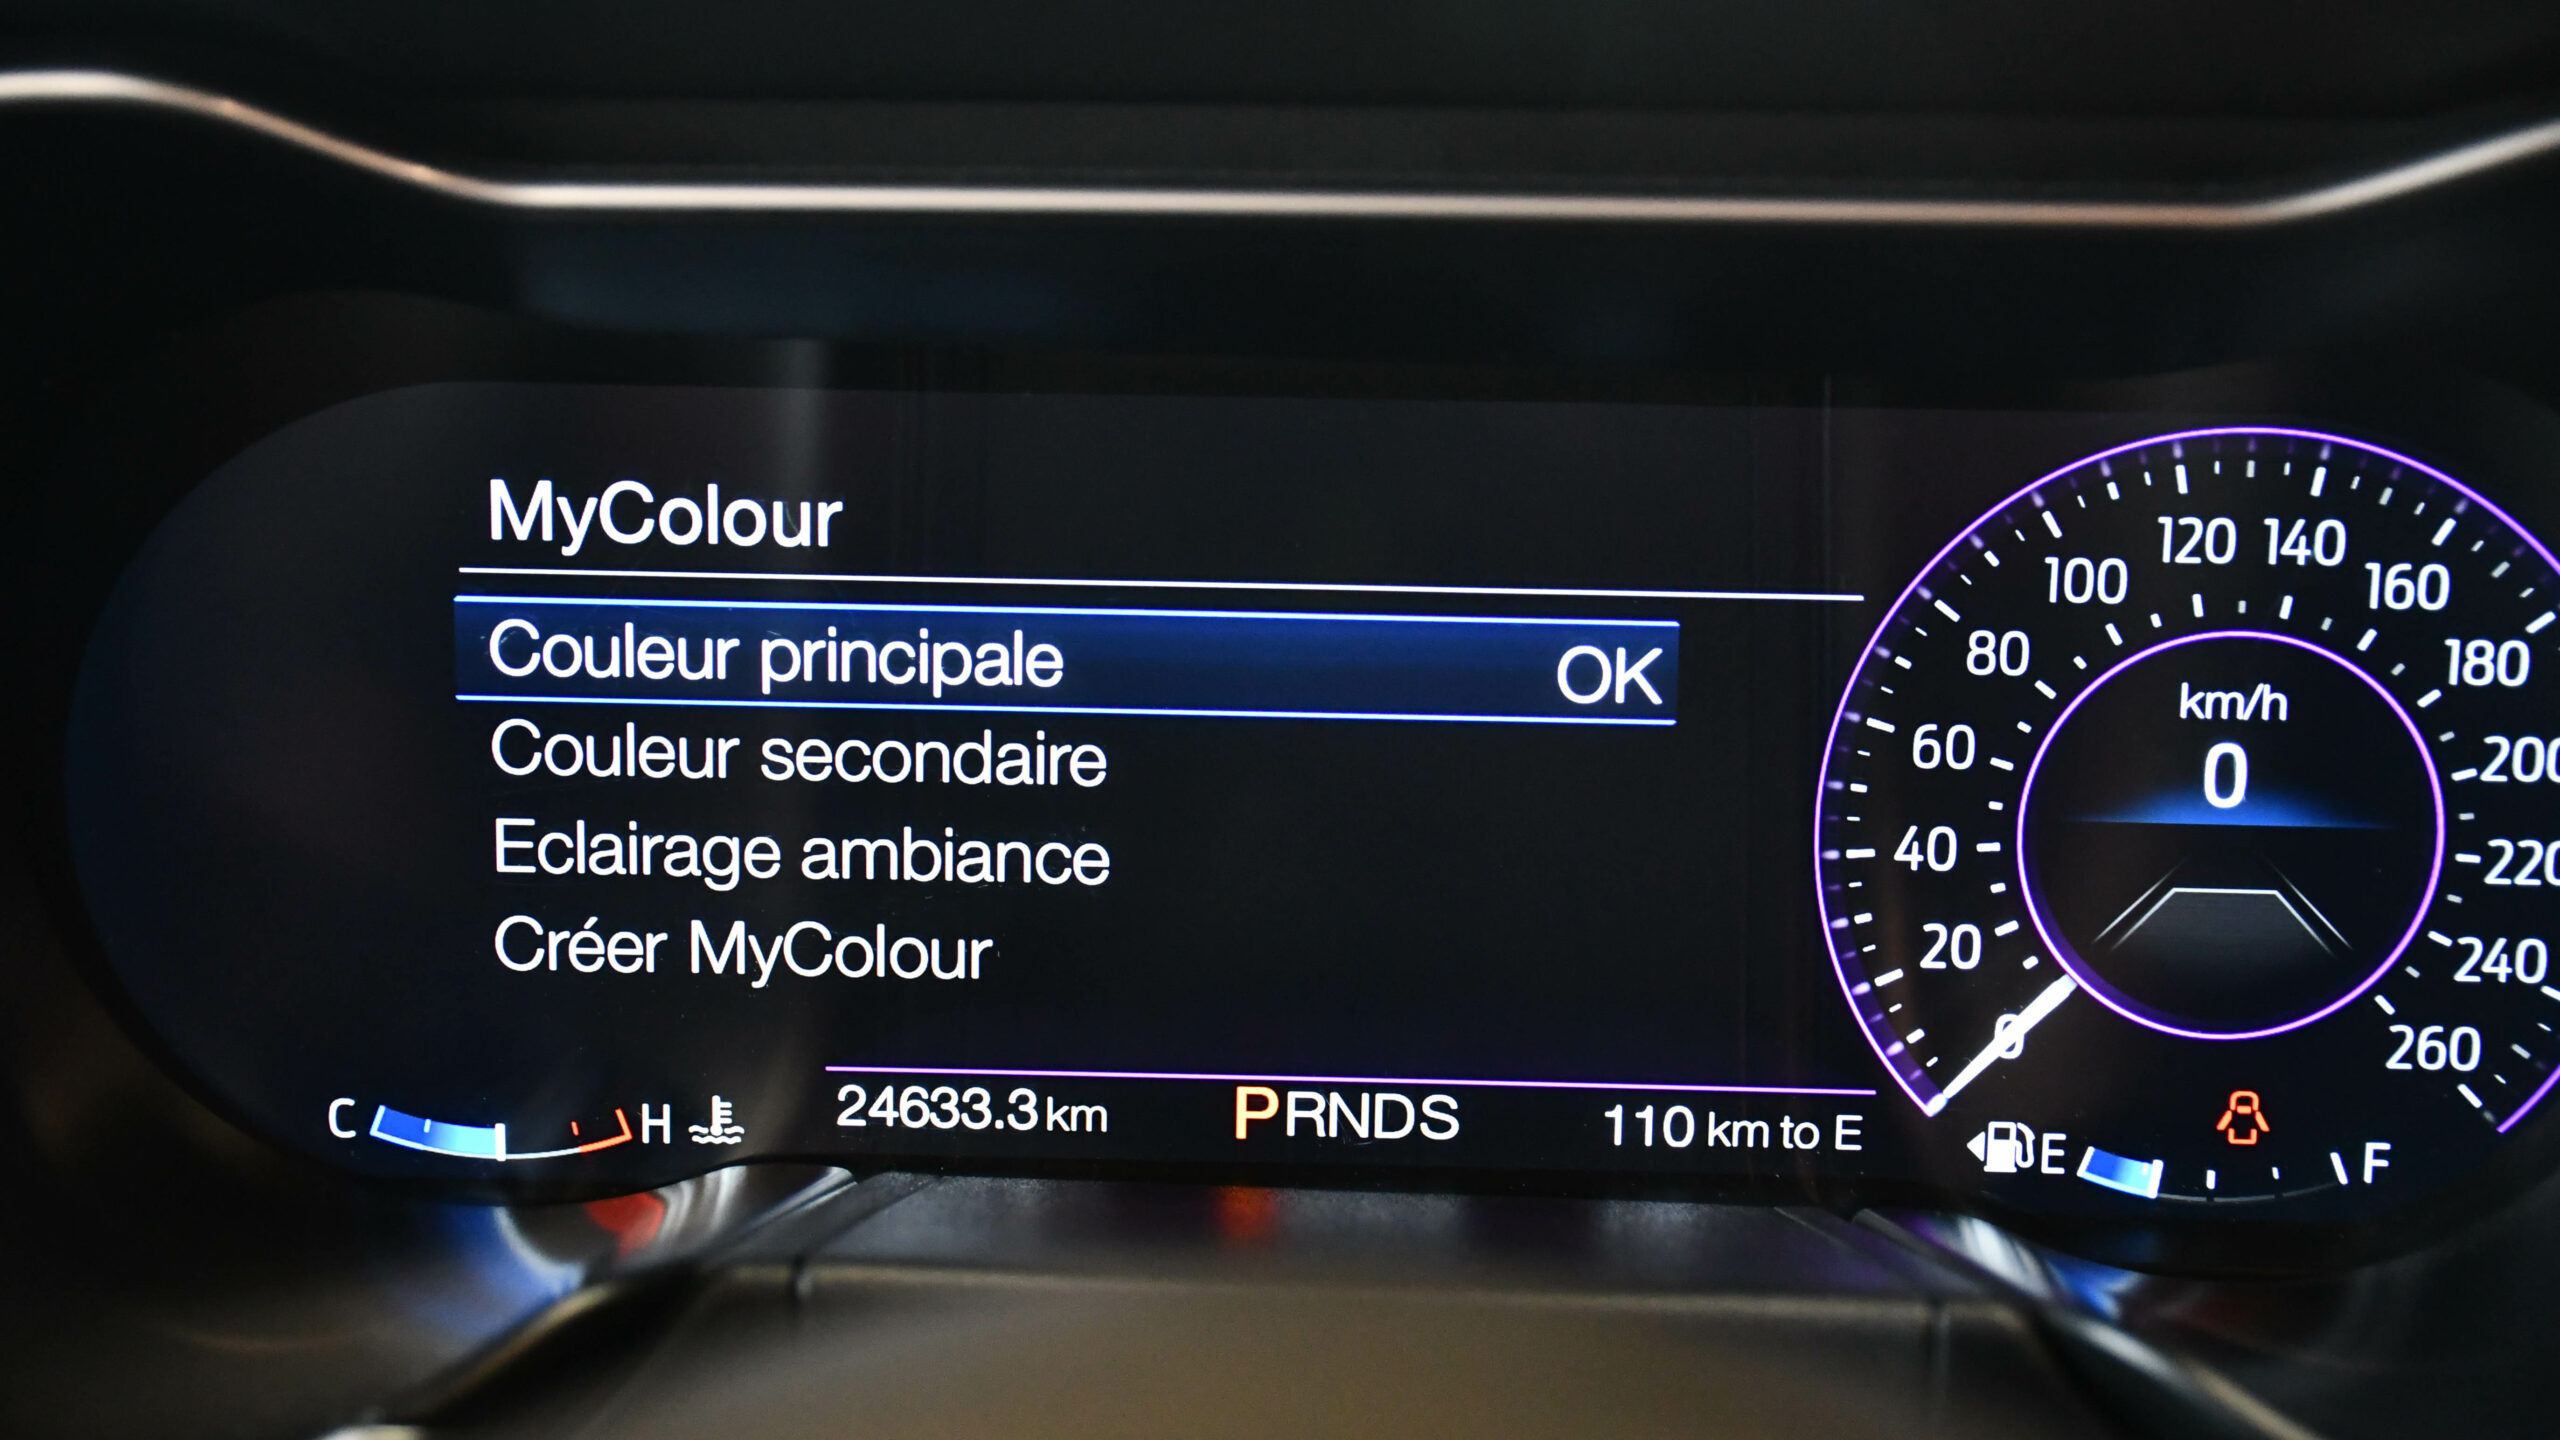 MyColour
Couleur principale OK
Couleur secondaire
Eclairage ambiance
Créer MyColour
C H
24633.3 km PRNDS 110 km to E
0 20 40 60 80 100 120 140 160 180 200 220 240 260
km/h
0
E F